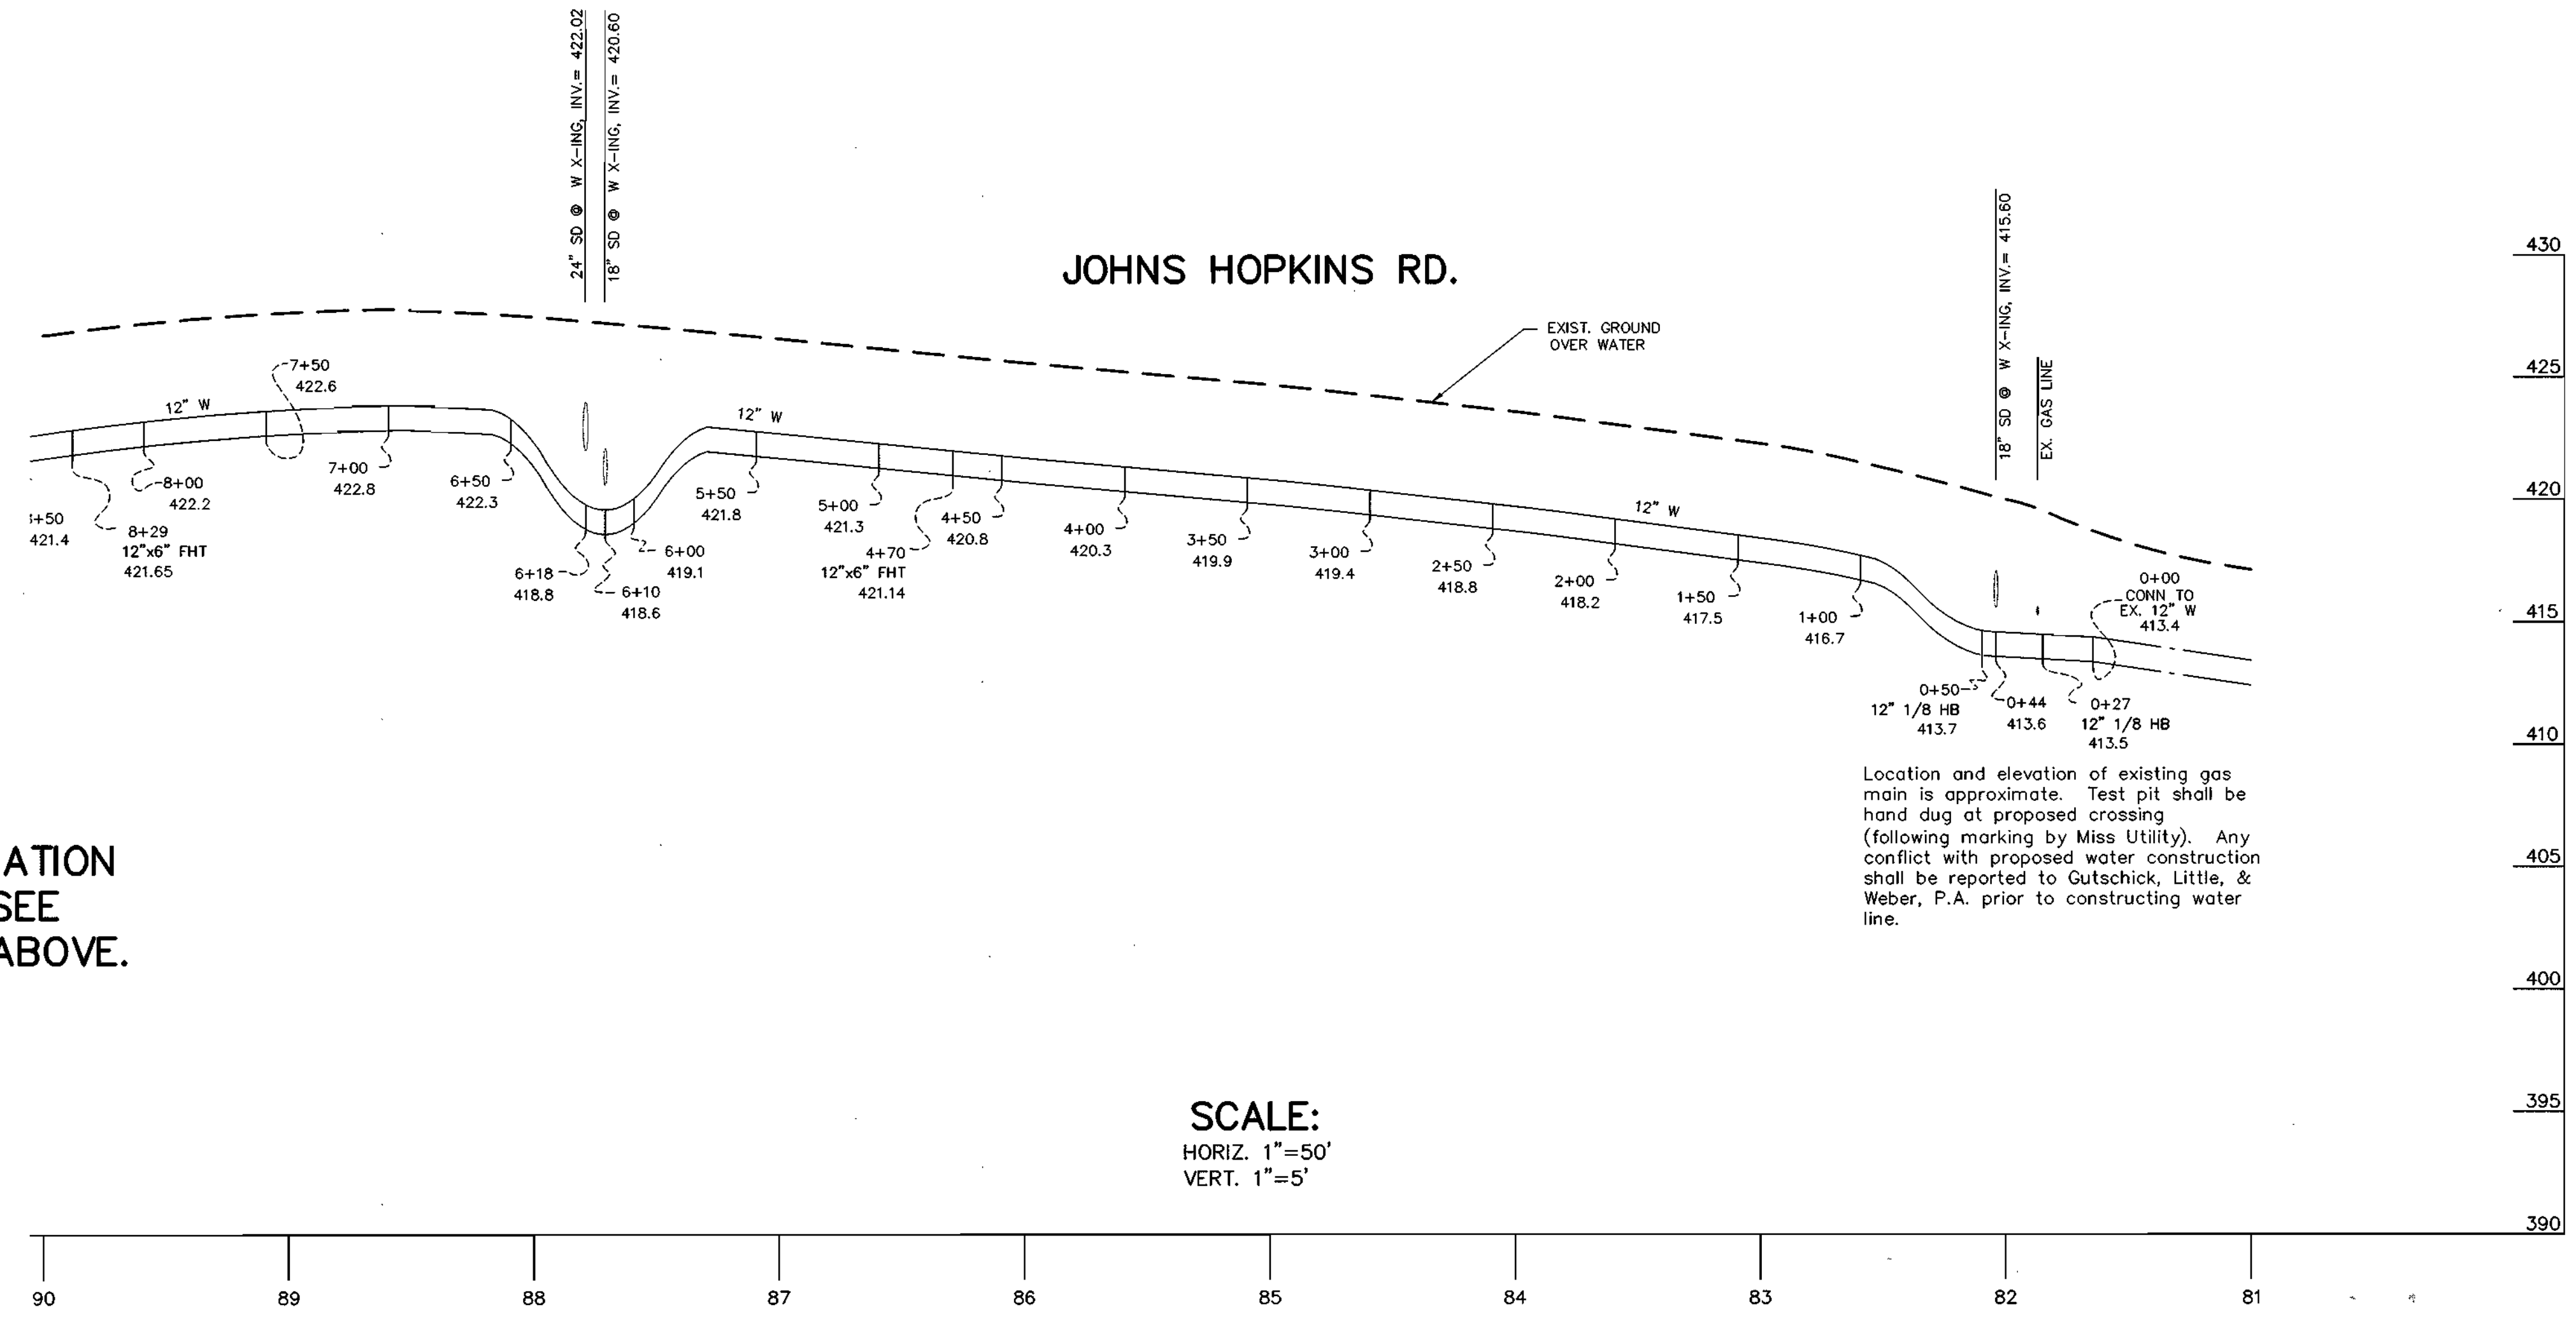 24" SD @ W X-ING, INV.= 422.02
18" SD @ W X-ING, INV.= 420.60
JOHNS HOPKINS RD.
18" SD @ W X-ING, INV.= 415.60
EX. GAS LINE
EXIST. GROUND
OVER WATER
430
425
420
415
410
405
400
395
390
12" W
7+50
422.6
12" W
12" W
+50
421.4
8+29
12"x6" FHT
421.65
8+00
422.2
7+00
422.8
6+50
422.3
6+18
418.8
6+10
418.6
6+00
419.1
5+50
421.8
5+00
421.3
4+70
12"x6" FHT
421.14
4+50
420.8
4+00
420.3
3+50
419.9
3+00
419.4
2+50
418.8
2+00
418.2
1+50
417.5
1+00
416.7
0+50
12" 1/8 HB
413.7
0+44
413.6
0+27
12" 1/8 HB
413.5
0+00
CONN TO
EX. 12" W
413.4
Location and elevation of existing gas
main is approximate. Test pit shall be
hand dug at proposed crossing
(following marking by Miss Utility). Any
conflict with proposed water construction
shall be reported to Gutschick, Little, &
Weber, P.A. prior to constructing water
line.
ATION
SEE
ABOVE.
SCALE:
HORIZ. 1"=50'
VERT. 1"=5'
90 89 88 87 86 85 84 83 82 81